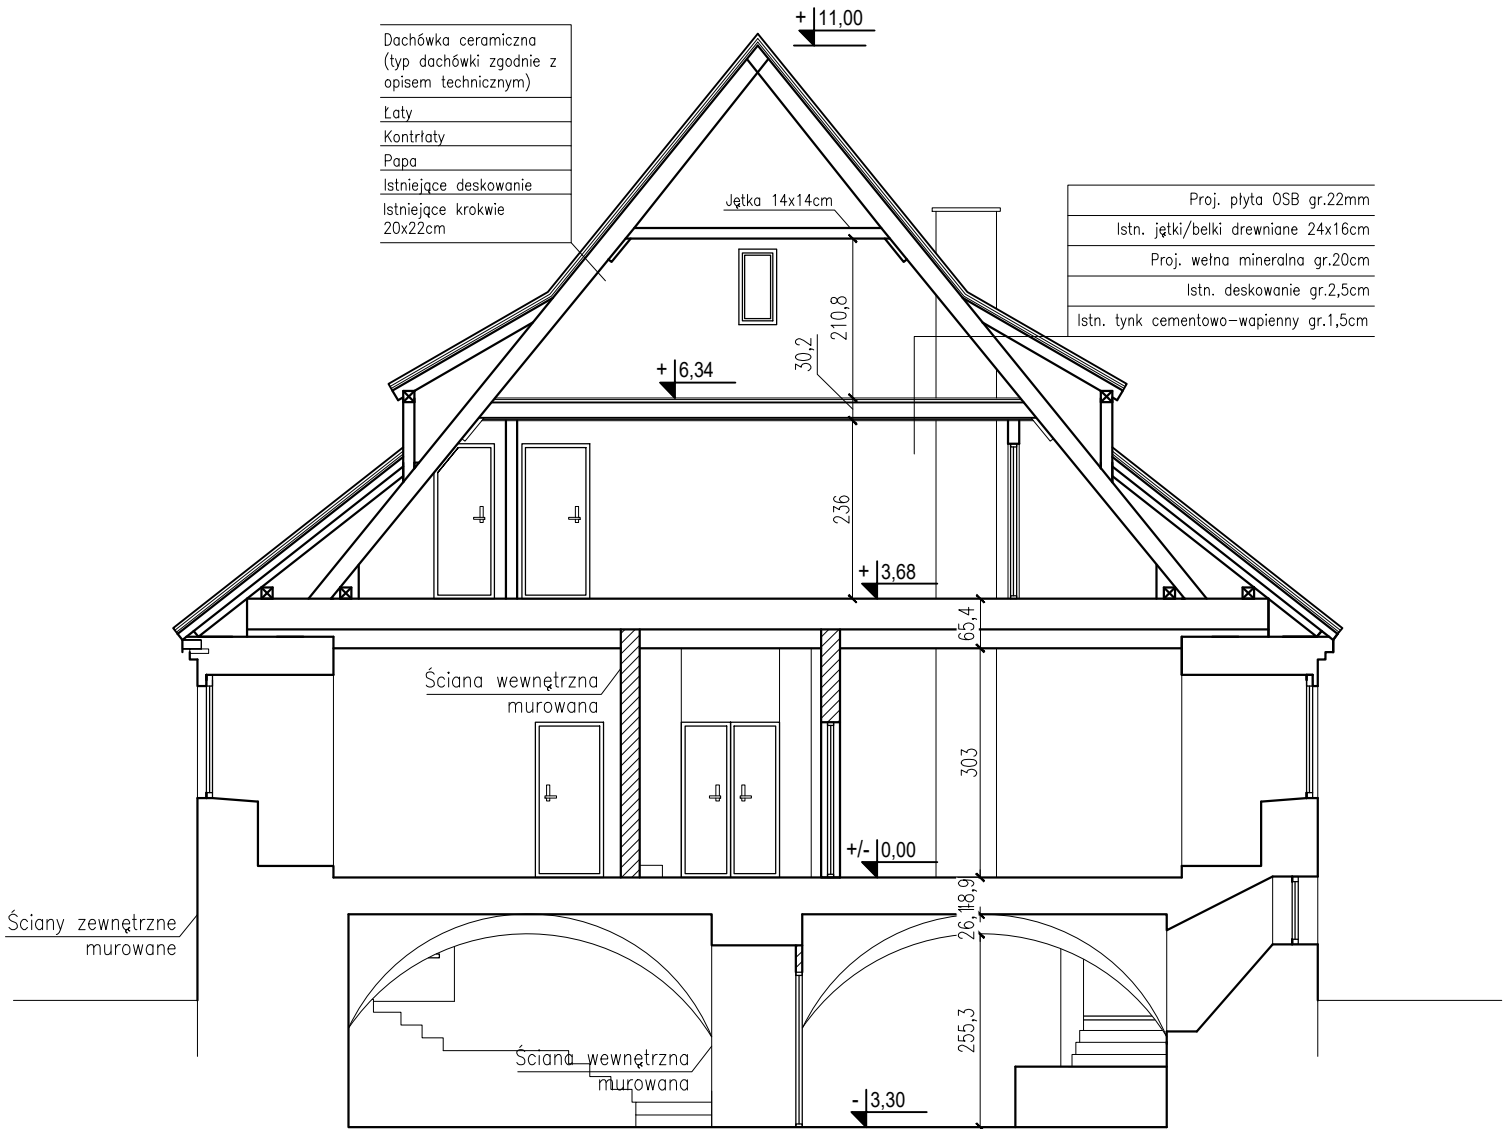 + 11,00
Dachówka ceramiczna
(typ dachówki zgodnie z
opisem technicznym)
Łaty
Kontrłaty
Papa
Istniejące deskowanie
Istniejące krokwie
20x22cm
Jętka 14x14cm
Proj. płyta OSB gr.22mm
Istn. jętki/belki drewniane 24x16cm
Proj. wełna mineralna gr.20cm
Istn. deskowanie gr.2,5cm
Istn. tynk cementowo-wapienny gr.1,5cm
210,8
30,2
+ 6,34
236
+ 3,68
65,4
Ściana wewnętrzna
murowana
303
+/- 0,00
48,9
26,1
Ściany zewnętrzne
murowane
255,3
Ściana wewnętrzna
murowana
- 3,30